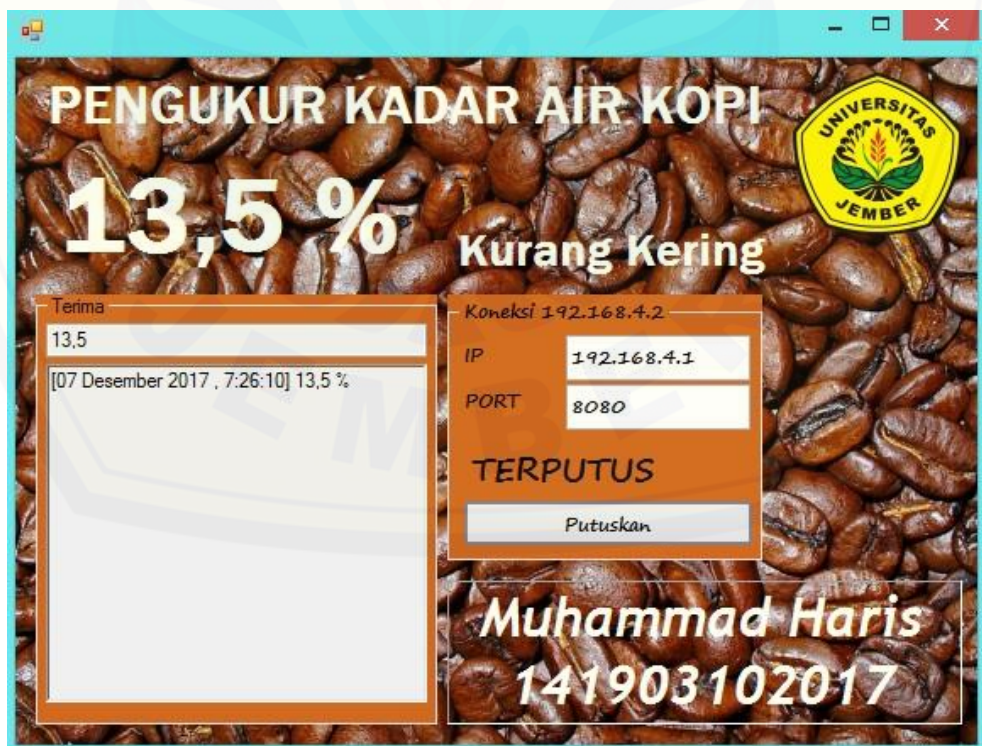 PENGUKUR KADAR AIR KOPI
UNIVERSITAS
JEMBER
13,5 %
Kurang Kering
Terima
13,5
[07 Desember 2017 , 7:26:10] 13,5 %
Koneksi 192.168.4.2
IP
192.168.4.1
PORT
8080
TERPUTUS
Putuskan
Muhammad Haris
141903102017
JEMBER